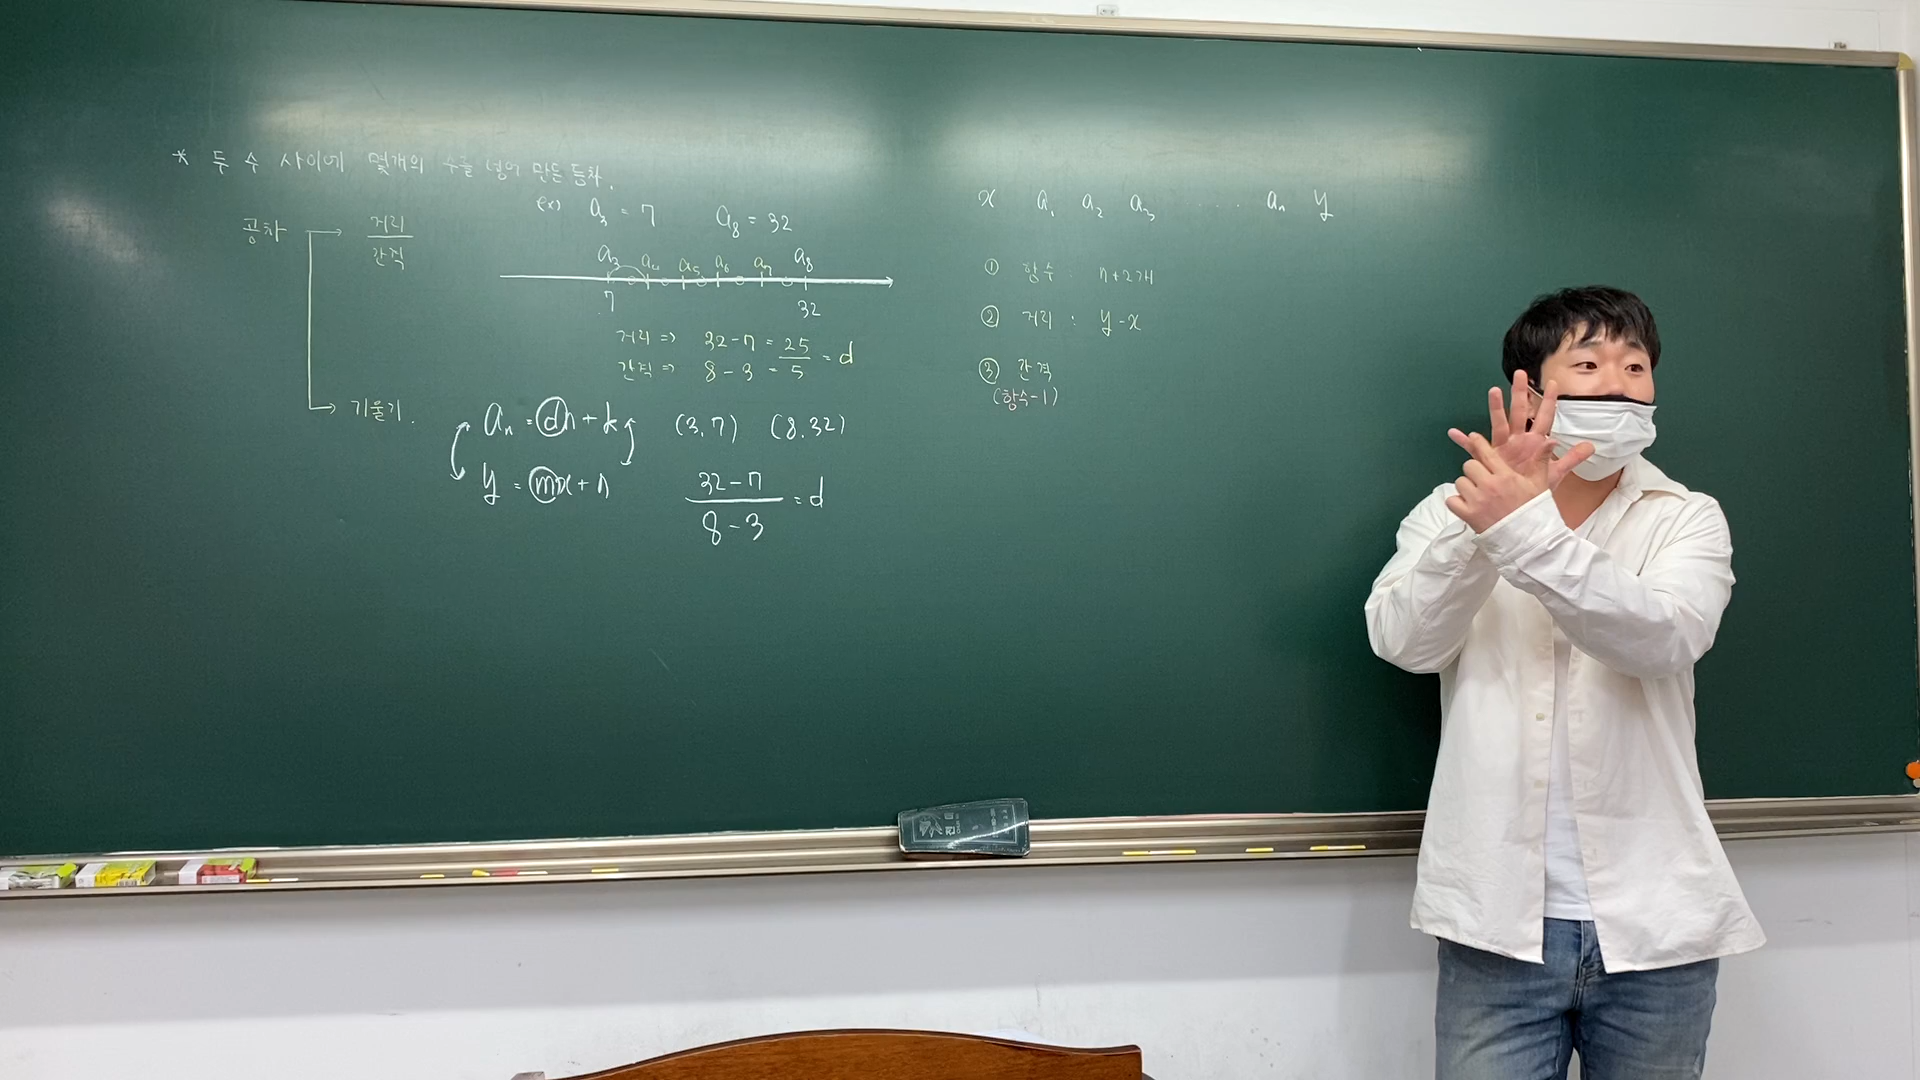 * 두 수 사이에 몇개의 수를 넣어 만든 등차.
공차 → 거리 / 간격
ex) a₃ = 7 a₈ = 32
a₃ a₄ a₅ a₆ a₇ a₈
7 32
거리 ⇒ 32-7 = 25
간격 ⇒ 8-3 = 5 = d
기울기. aₙ = dn + k (3, 7) (8, 32)
y = mx + n 32-7 / 8-3 = d
x a₁ a₂ a₃ ···· aₙ y
① 항수 : n+2개
② 거리 : y-x
③ 간격
(항수-1)